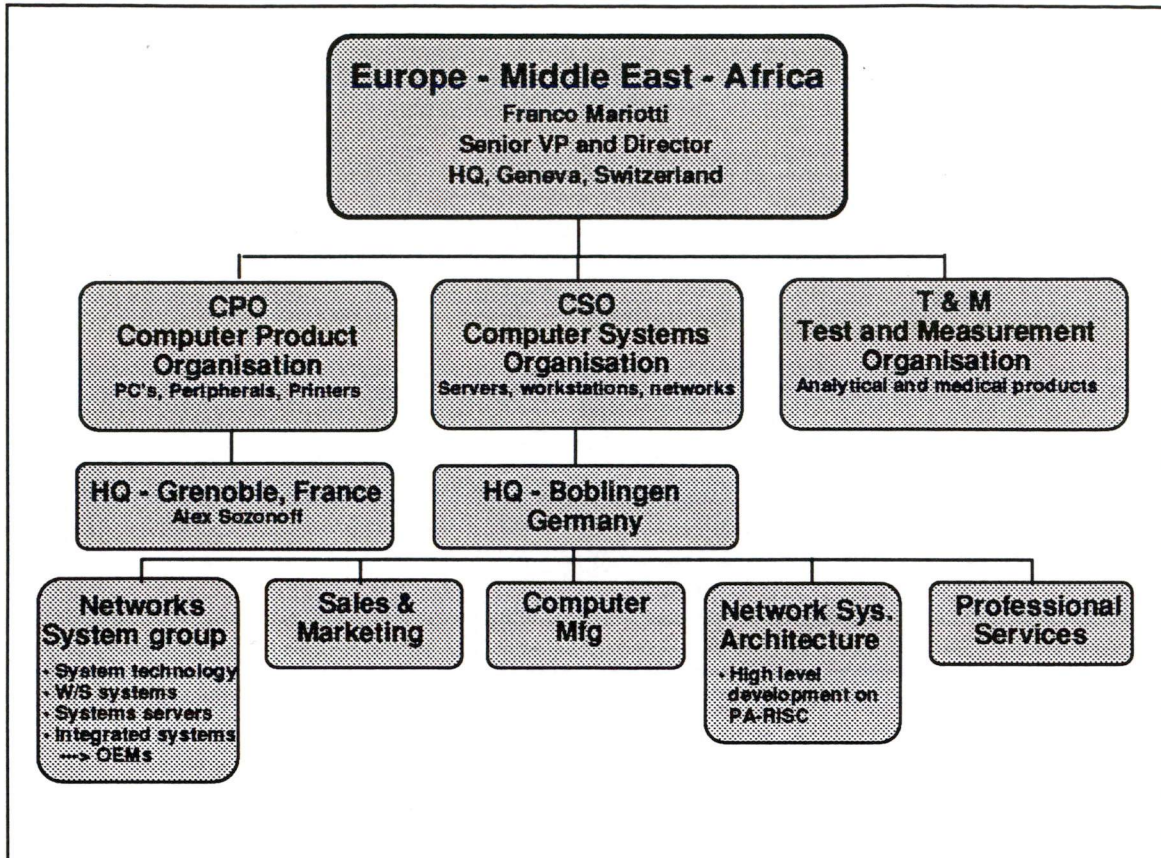 Europe - Middle East - Africa
Franco Mariotti
Senior VP and Director
HQ, Geneva, Switzerland
CPO
Computer Product
Organisation
PC's, Peripherals, Printers
CSO
Computer Systems
Organisation
Servers, workstations, networks
T & M
Test and Measurement
Organisation
Analytical and medical products
HQ - Grenoble, France
Alex Sozonoff
HQ - Boblingen
Germany
Networks
System group
• System technology
• W/S systems
• Systems servers
• Integrated systems
---> OEMs
Sales &
Marketing
Computer
Mfg
Network Sys.
Architecture
• High level
development on
PA-RISC
Professional
Services